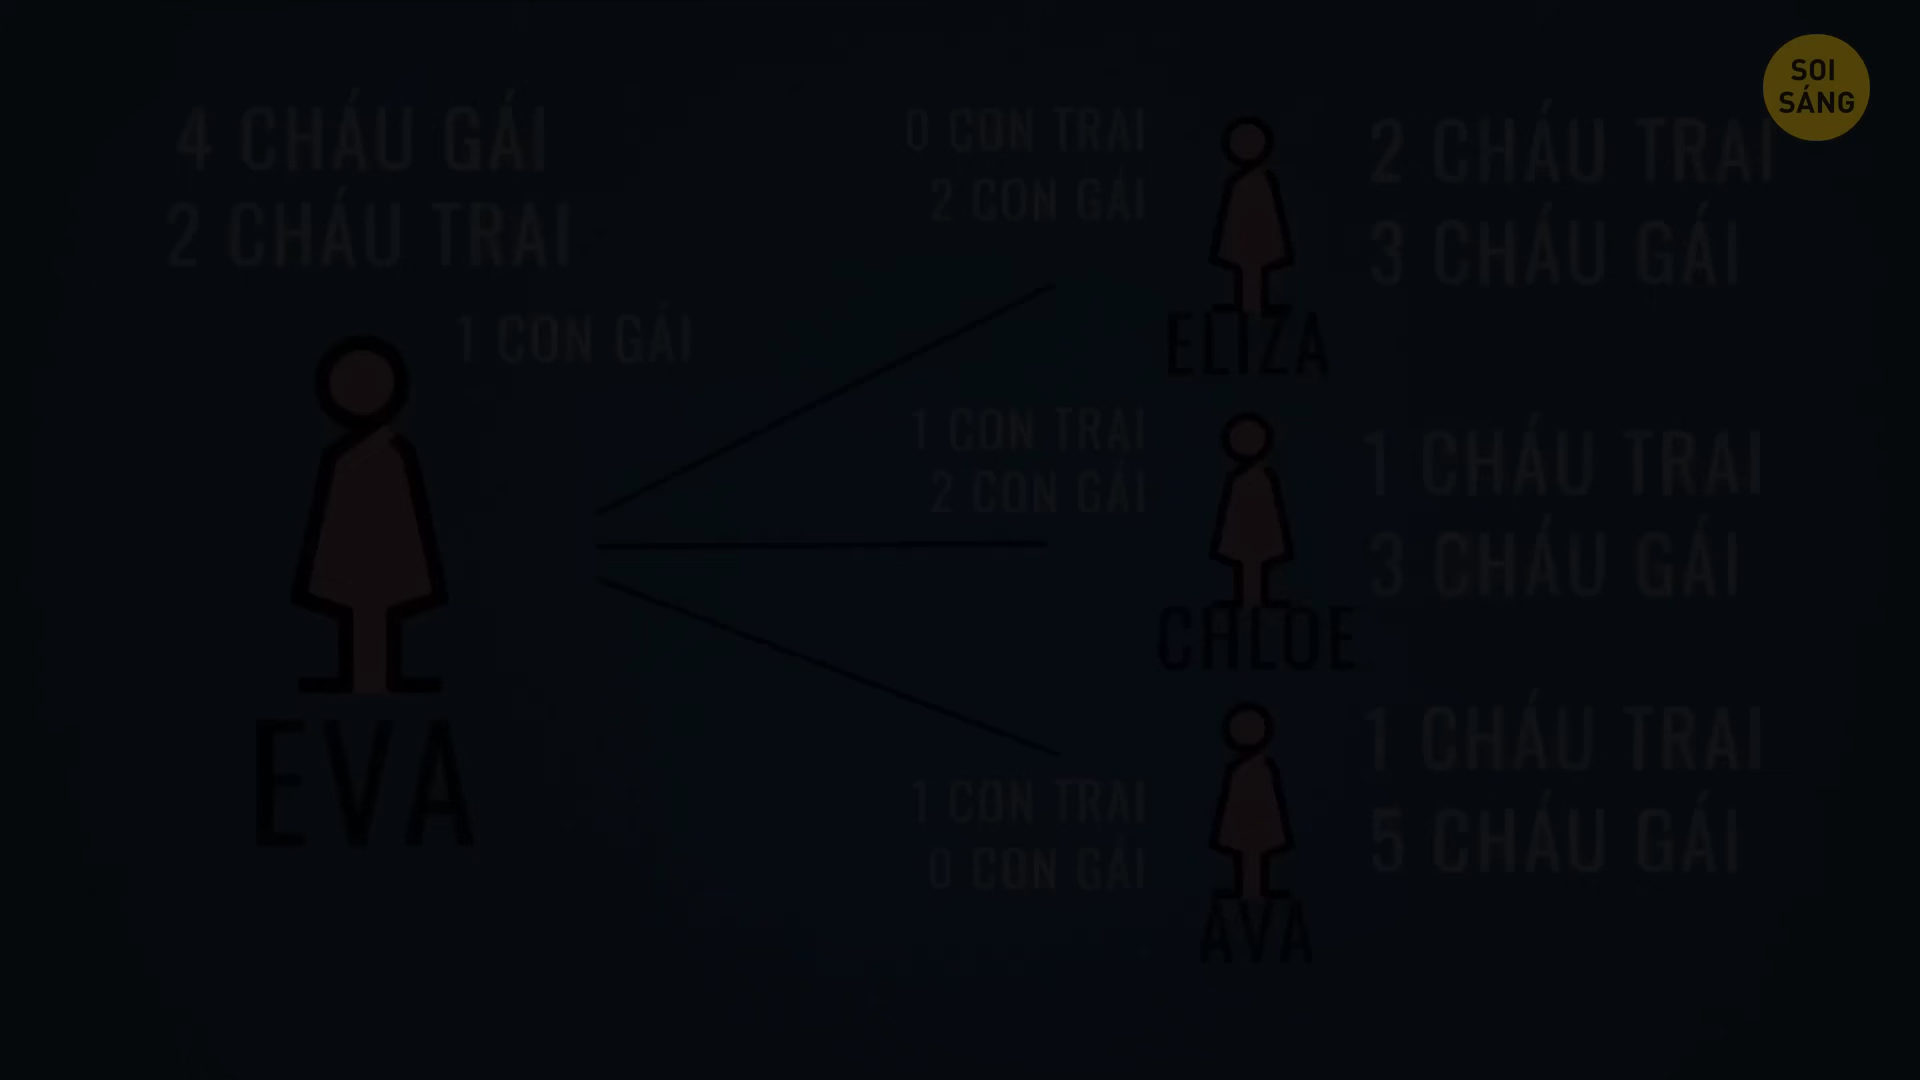 SOI
SÁNG
4 CHÁU GÁI
2 CHÁU TRAI
1 CON GÁI
EVA
0 CON TRAI
2 CON GÁI
ELIZA
2 CHÁU TRAI
3 CHÁU GÁI
1 CON TRAI
2 CON GÁI
CHLOE
1 CHÁU TRAI
3 CHÁU GÁI
1 CON TRAI
0 CON GÁI
AVA
1 CHÁU TRAI
5 CHÁU GÁI